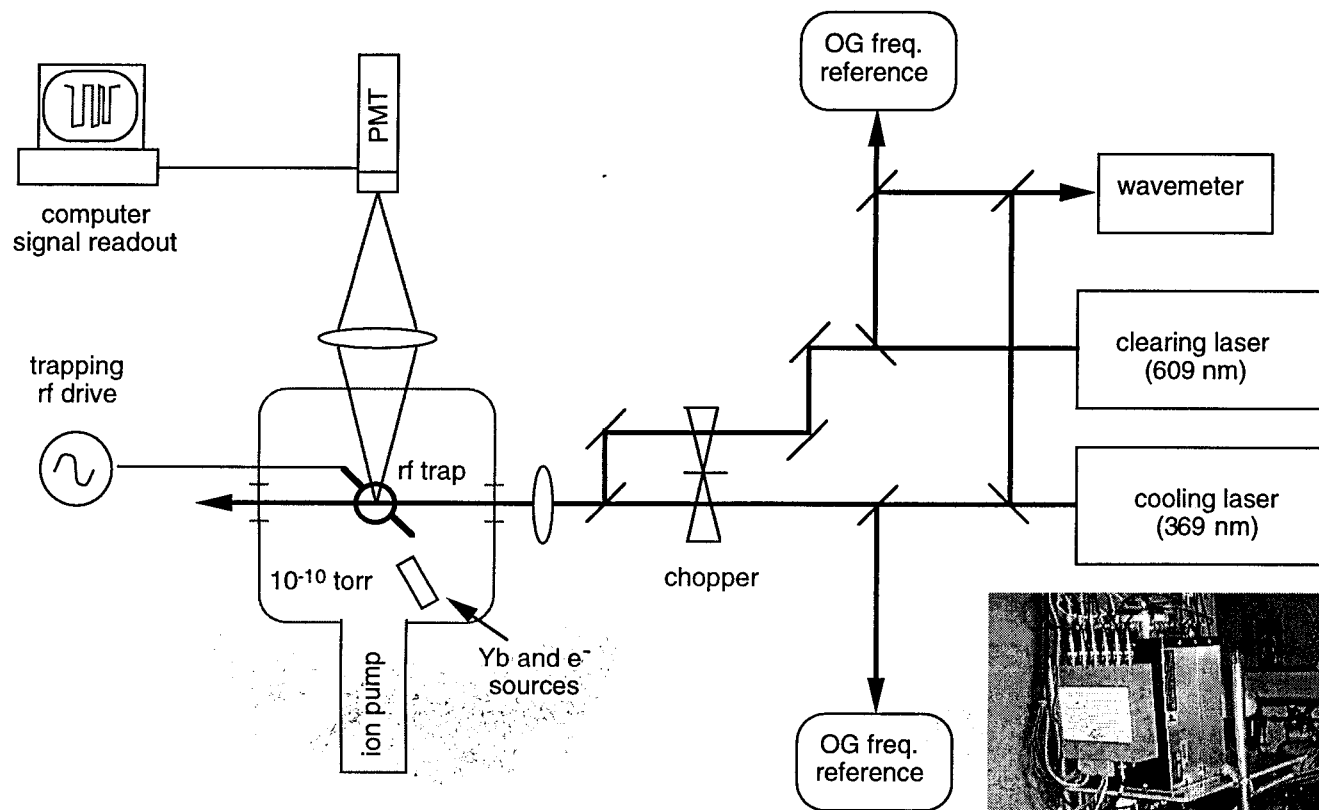 OG freq.
reference
PMT
wavemeter
computer
signal readout
clearing laser
(609 nm)
trapping
rf drive
rf trap
cooling laser
(369 nm)
10-10 torr
chopper
Yb and e-
sources
ion pump
OG freq.
reference